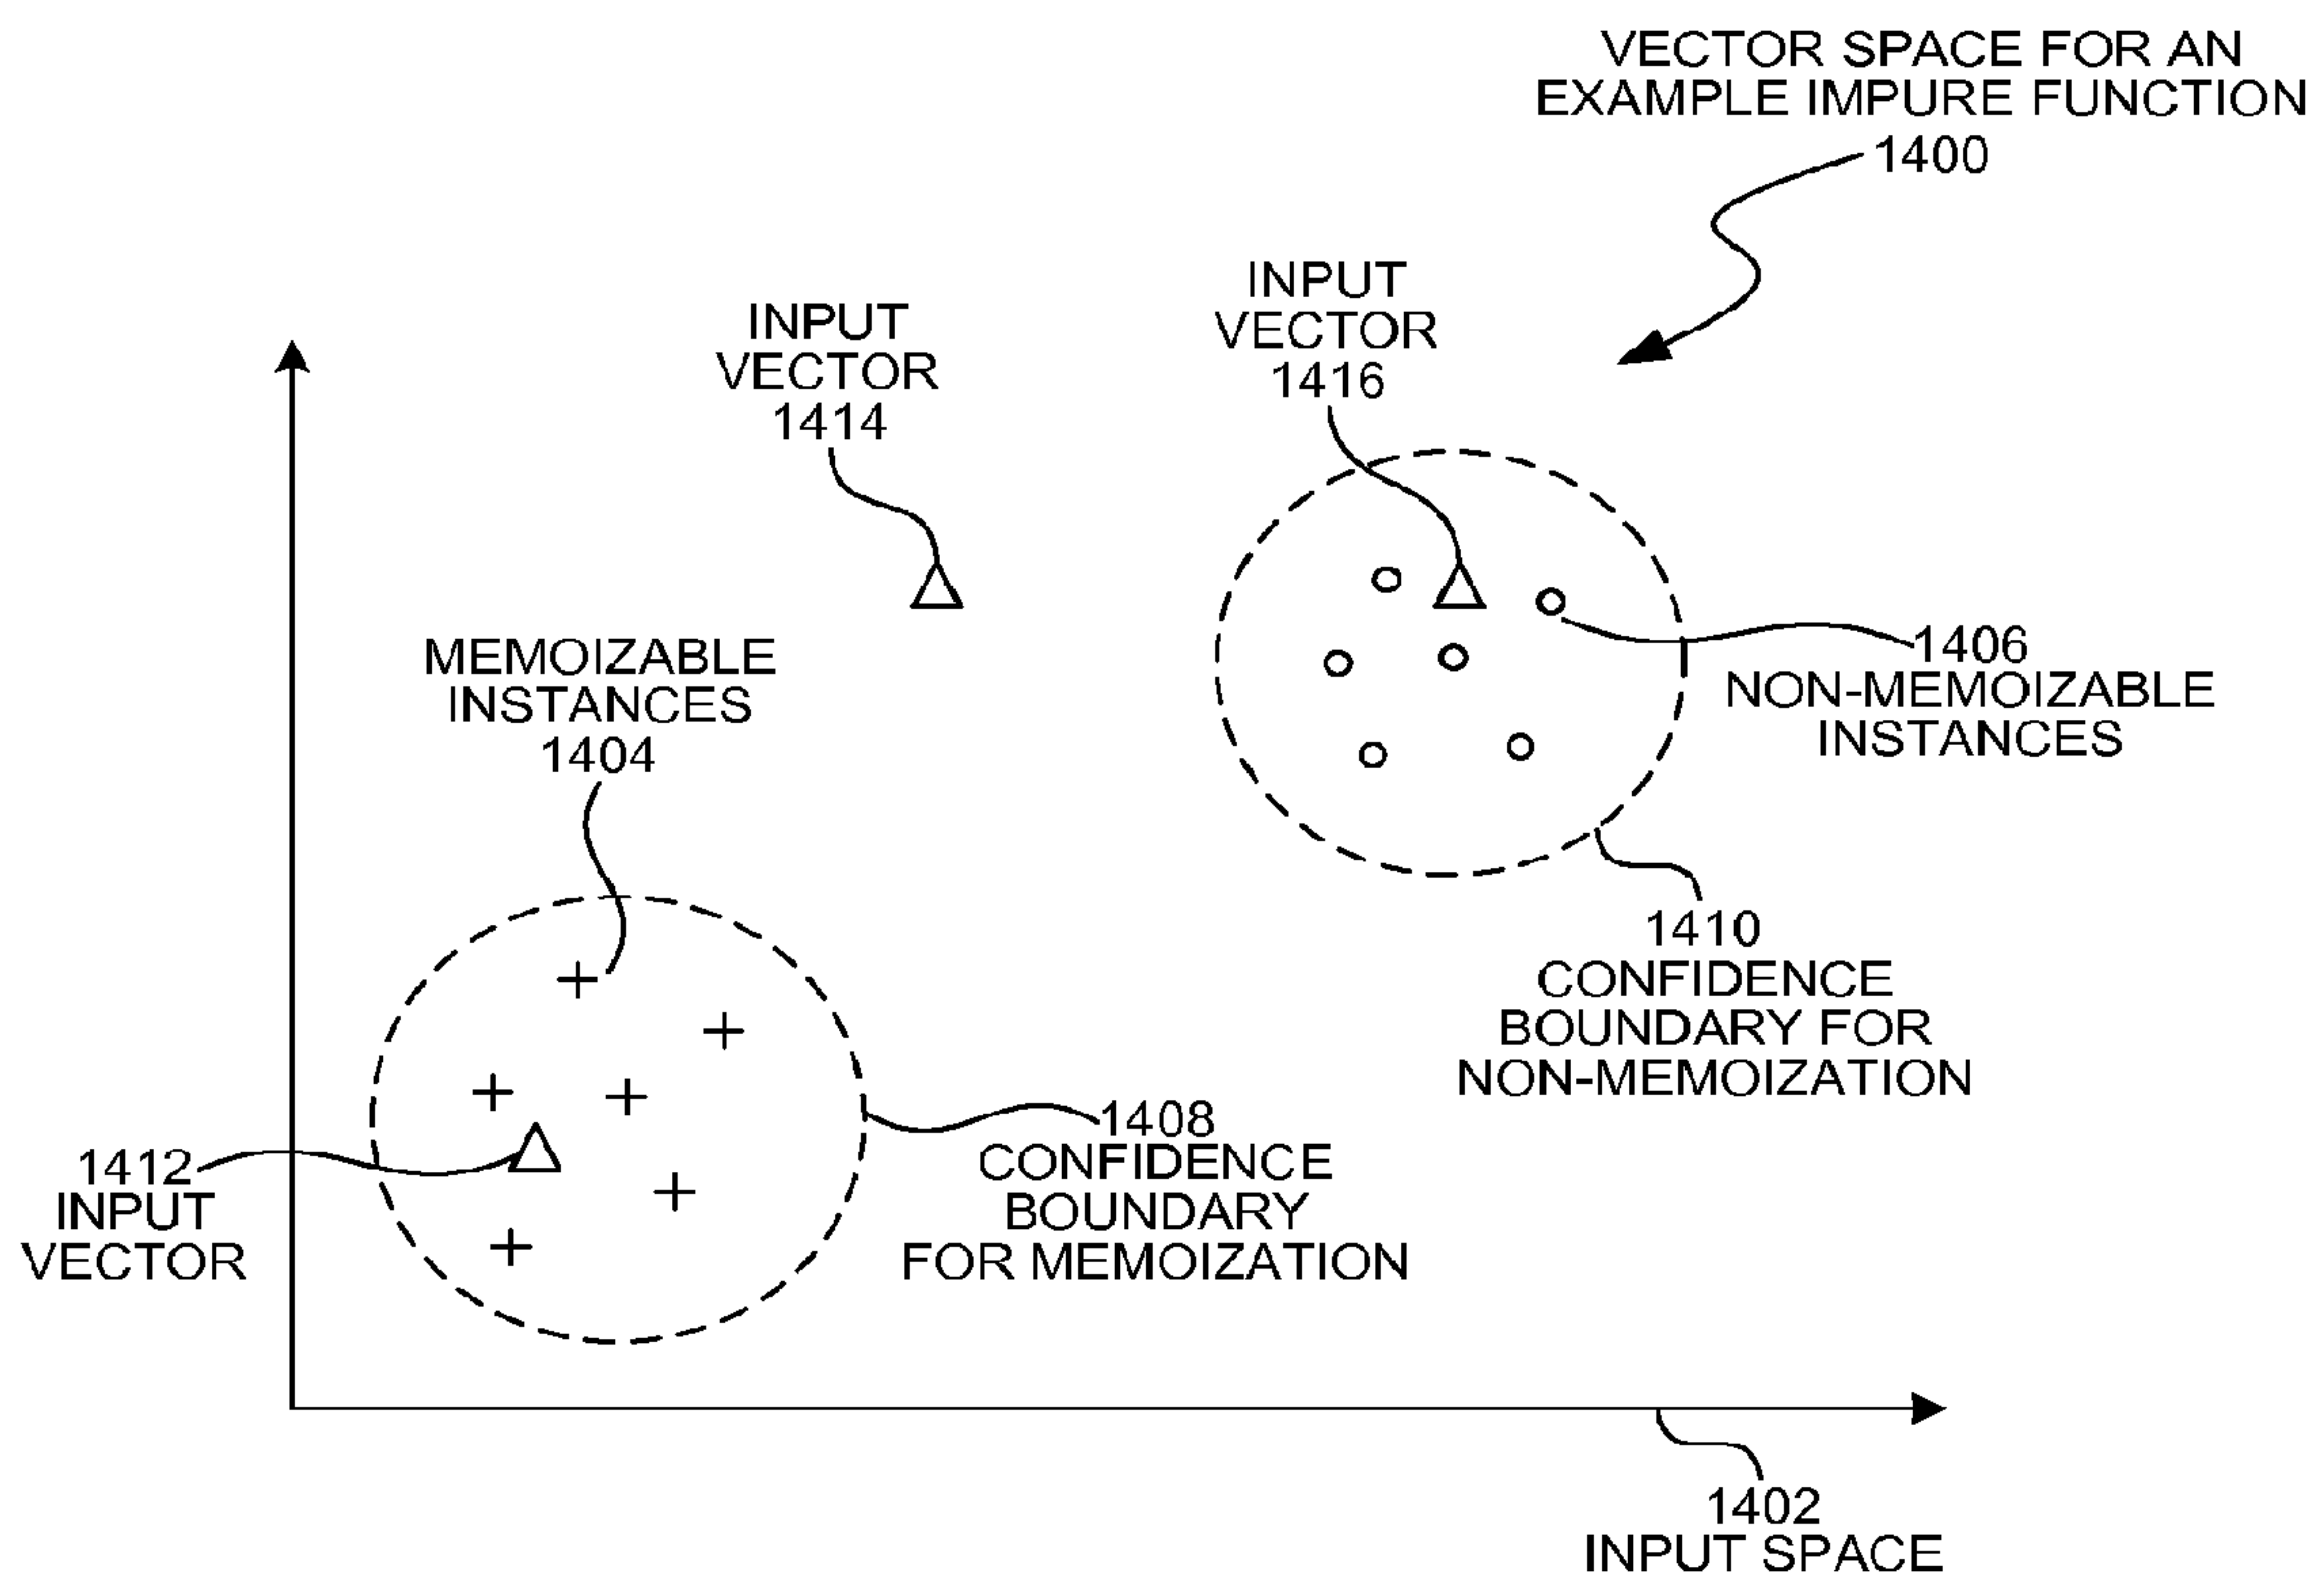 VECTOR SPACE FOR AN
EXAMPLE IMPURE FUNCTION
1400
INPUT
VECTOR
1416
INPUT
VECTOR
1414
MEMOIZABLE
INSTANCES
1404
1406
NON-MEMOIZABLE
INSTANCES
1410
CONFIDENCE
BOUNDARY FOR
NON-MEMOIZATION
1408
CONFIDENCE
BOUNDARY
FOR MEMOIZATION
1412
INPUT
VECTOR
1402
INPUT SPACE